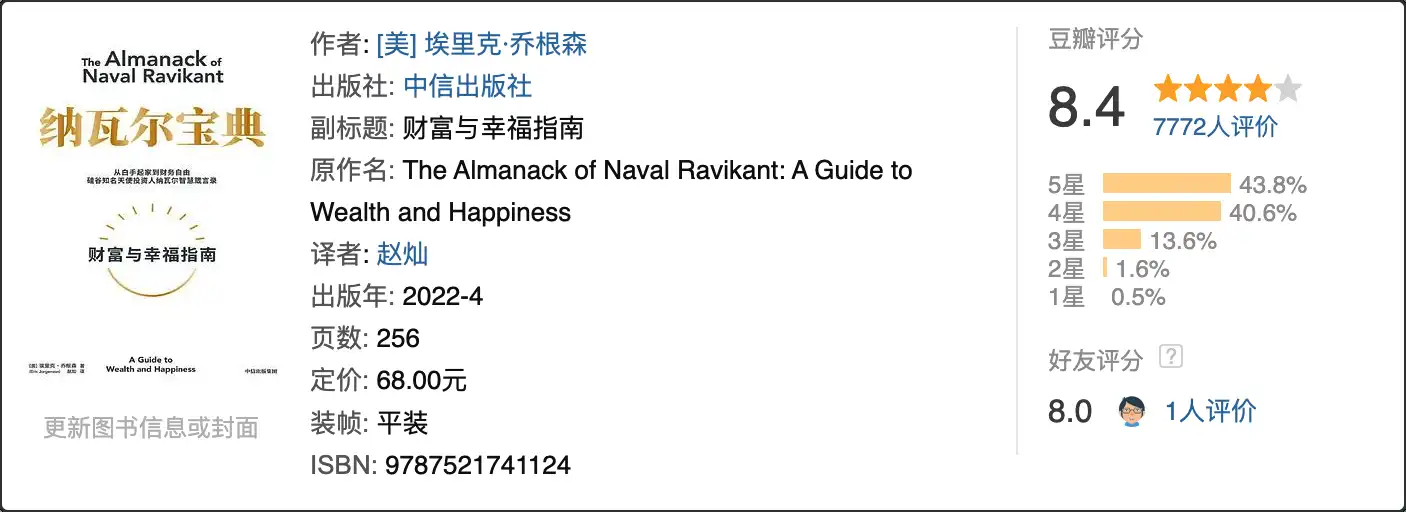 The Almanack of
Naval Ravikant
纳瓦尔宝典
从白手起家到财务自由
硅谷知名天使投资人纳瓦尔智慧箴言录
财富与幸福指南
[美] 埃里克·乔根森 著
(Eric Jorgenson) 赵灿 译
A Guide to
Wealth and Happiness
中信出版集团
更新图书信息或封面
作者: [美] 埃里克·乔根森
出版社: 中信出版社
副标题: 财富与幸福指南
原作名: The Almanack of Naval Ravikant: A Guide to
Wealth and Happiness
译者: 赵灿
出版年: 2022-4
页数: 256
定价: 68.00元
装帧: 平装
ISBN: 9787521741124
豆瓣评分
8.4
7772人评价
5星 43.8%
4星 40.6%
3星 13.6%
2星 1.6%
1星 0.5%
好友评分 ?
8.0 1人评价